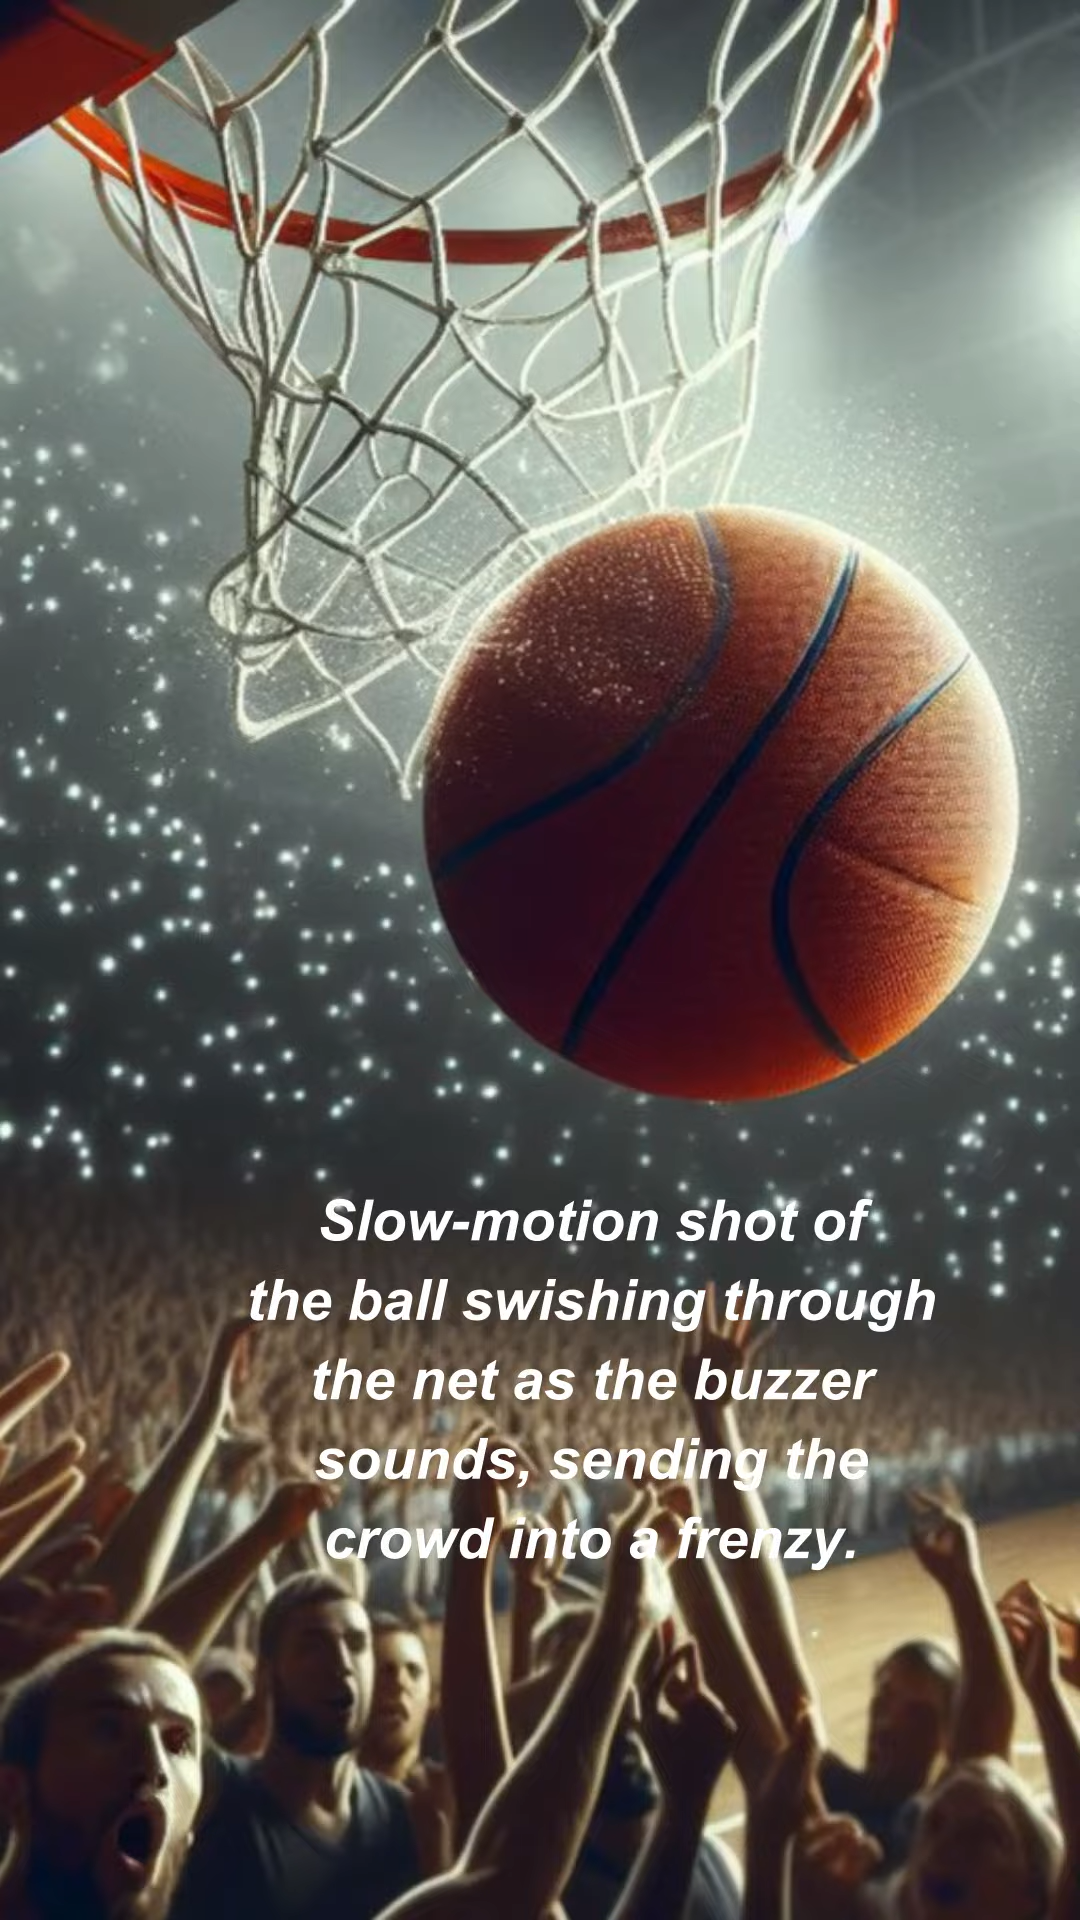 Slow-motion shot of
the ball swishing through
the net as the buzzer
sounds, sending the
crowd into a frenzy.